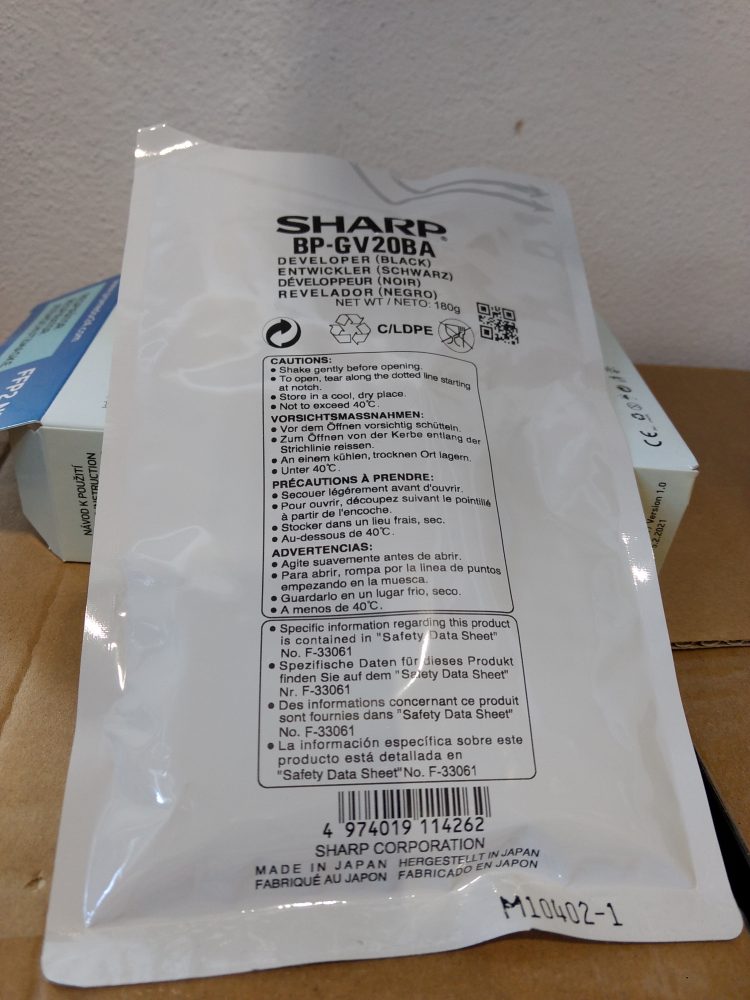 SHARP®
BP-GV20BA
DEVELOPER (BLACK)
ENTWICKLER (SCHWARZ)
DÉVELOPPEUR (NOIR)
REVELADOR (NEGRO)
NET WT / NETO: 180g
C/LDPE
CAUTIONS:
● Shake gently before opening.
● To open, tear along the dotted line starting
at notch.
● Store in a cool, dry place.
● Not to exceed 40℃.
VORSICHTSMASSNAHMEN:
● Vor dem Öffnen vorsichtig schütteln.
● Zum Öffnen von der Kerbe entlang der
Strichlinie reissen.
● An einem kühlen, trocknen Ort lagern.
● Unter 40℃.
PRÉCAUTIONS À PRENDRE:
● Secouer légérement avant d'ouvrir.
● Pour ouvrir, découpez suivant le pointillé
à partir de l'encoche.
● Stocker dans un lieu frais, sec.
● Au-dessous de 40℃.
ADVERTENCIAS:
● Agite suavemente antes de abrir.
● Para abrir, rompa por la linea de puntos
empezando en la muesca.
● Guardarlo en un lugar frio, seco.
● A menos de 40℃.
● Specific information regarding this product
is contained in "Safety Data Sheet"
No. F-33061
● Spezifische Daten für dieses Produkt
finden Sie auf dem "Safety Data Sheet"
Nr. F-33061
● Des informations concernant ce produit
sont fournies dans "Safety Data Sheet"
No. F-33061
● La información específica sobre este
producto está detallada en
"Safety Data Sheet" No. F-33061
4 974019 114262
SHARP CORPORATION
MADE IN JAPAN HERGESTELLT IN JAPAN
FABRIQUÉ AU JAPON FABRICADO EN JAPON
M10402-1
FFP2
NÁVOD K POUŽITÍ
CE
Version 1.0
.2.2021